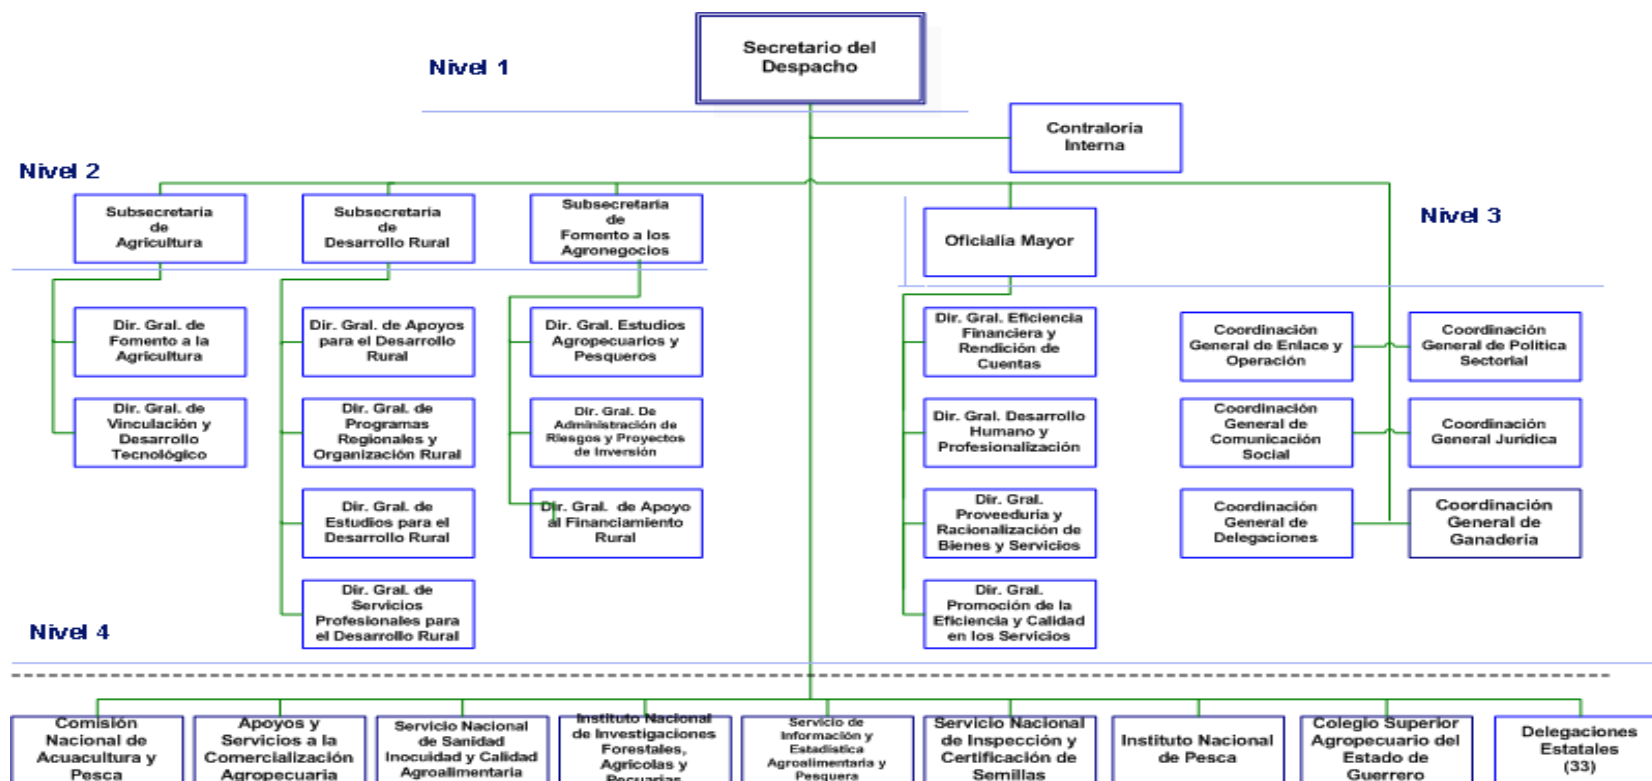 Secretario del
Despacho
Nivel 1
Contraloría
Interna
Nivel 2
Subsecretaría
de
Agricultura
Subsecretaría
de
Desarrollo Rural
Subsecretaría
de
Fomento a los
Agronegocios
Oficialía Mayor
Nivel 3
Dir. Gral. de
Fomento a la
Agricultura
Dir. Gral. de Apoyos
para el Desarrollo
Rural
Dir. Gral. Estudios
Agropecuarios y
Pesqueros
Dir. Gral. Eficiencia
Financiera y
Rendición de
Cuentas
Coordinación
General de Enlace y
Operación
Coordinación
General de Política
Sectorial
Dir. Gral. de
Vinculación y
Desarrollo
Tecnológico
Dir. Gral. de
Programas
Regionales y
Organización Rural
Dir. Gral. De
Administración de
Riesgos y Proyectos
de Inversión
Dir. Gral. Desarrollo
Humano y
Profesionalización
Coordinación
General de
Comunicación
Social
Coordinación
General Jurídica
Dir. Gral. de
Estudios para el
Desarrollo Rural
Dir. Gral. de Apoyo
al Financiamiento
Rural
Dir. Gral.
Proveeduría y
Racionalización de
Bienes y Servicios
Coordinación
General de
Delegaciones
Coordinación
General de
Ganadería
Dir. Gral. de
Servicios
Profesionales para
el Desarrollo Rural
Dir. Gral.
Promoción de la
Eficiencia y Calidad
en los Servicios
Nivel 4
Comisión
Nacional de
Acuacultura y
Pesca
Apoyos y
Servicios a la
Comercialización
Agropecuaria
Servicio Nacional
de Sanidad
Inocuidad y Calidad
Agroalimentaria
Instituto Nacional
de Investigaciones
Forestales,
Agrícolas y
Pecuarias
Servicio de
Información y
Estadística
Agroalimentaria y
Pesquera
Servicio Nacional
de Inspección y
Certificación de
Semillas
Instituto Nacional
de Pesca
Colegio Superior
Agropecuario del
Estado de
Guerrero
Delegaciones
Estatales
(33)